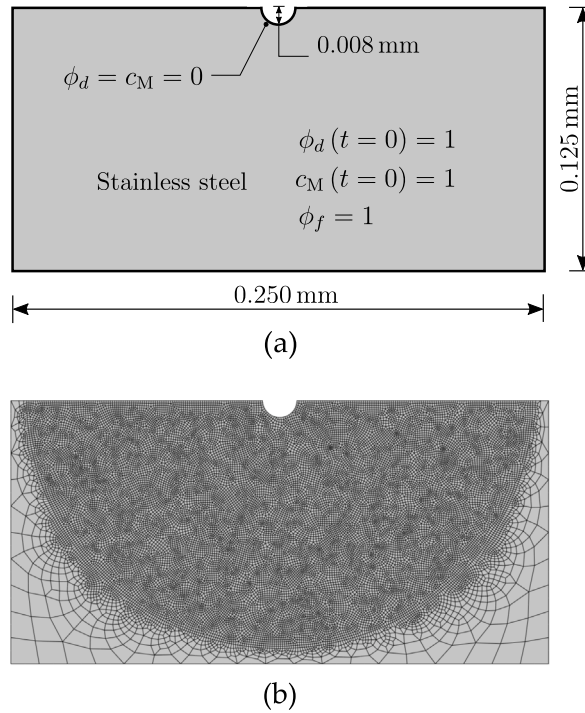 0.008 mm
ϕ_d = c_M = 0
ϕ_d (t = 0) = 1
Stainless steel c_M (t = 0) = 1
ϕ_f = 1
0.125 mm
0.250 mm
(a)
(b)